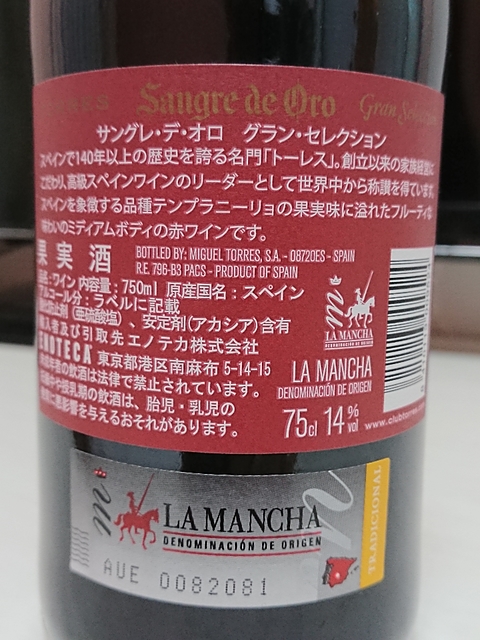 Sangre de Oro Gran
サングレ・デ・オロ グラン・セレクション
スペインで140年以上の歴史を誇る名門「トーレス」。創立以来の家族経営に
こだわり、高級スペインワインのリーダーとして世界中から称讃を得ています。
スペインを象徴する品種テンプラニーリョの果実味に溢れたフルーティな
味わいのミディアムボディの赤ワインです。
果実酒
BOTTLED BY: MIGUEL TORRES, S.A. - 08720ES - SPAIN
R.E. 796-B3 PACS - PRODUCT OF SPAIN
品名:ワイン 内容量:750ml 原産国名:スペイン
アルコール分:ラベルに記載
酸化防止剤(亜硫酸塩)、安定剤(アカシア)含有
輸入者及び引取先 エノテカ株式会社
ENOTECA 東京都港区南麻布 5-14-15
未成年者の飲酒は法律で禁止されています。
妊娠中や授乳期の飲酒は、胎児・乳児の
発育に悪影響を与えるおそれがあります。
m
LA MANCHA
DENOMINACIÓN DE ORIGEN
LA MANCHA
DENOMINACIÓN DE ORIGEN
75cl 14%vol
www.clubtorres
m
LA MANCHA
DENOMINACIÓN DE ORIGEN
AVE 0082081
TRADICIONAL